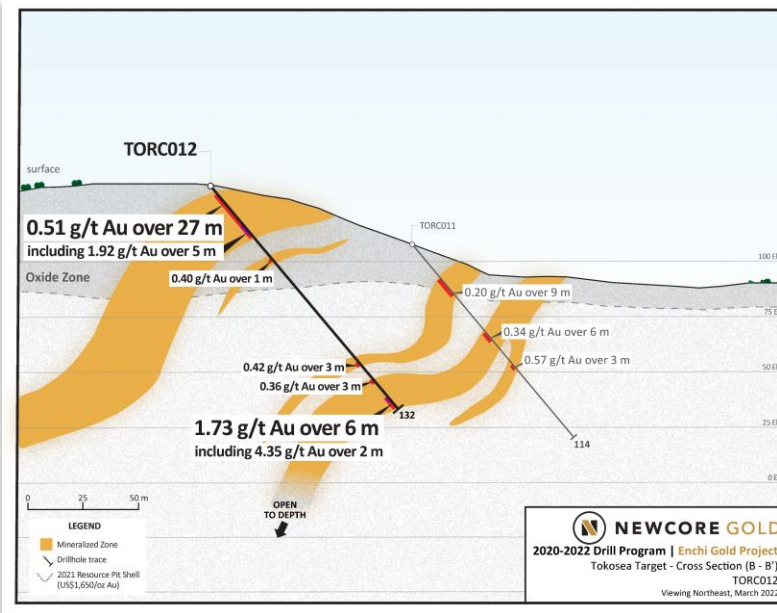 TORC012
surface
0.51 g/t Au over 27 m
including 1.92 g/t Au over 5 m
TORC011
Oxide Zone
0.40 g/t Au over 1 m
100 El
0.20 g/t Au over 9 m
75 El
0.34 g/t Au over 6 m
0.42 g/t Au over 3 m
0.57 g/t Au over 3 m
50 El
0.36 g/t Au over 3 m
132
1.73 g/t Au over 6 m
including 4.35 g/t Au over 2 m
25 El
114
0 El
0 25 50 m
OPEN
TO DEPTH
LEGEND
Mineralized Zone
Drillhole trace
2021 Resource Pit Shell
(US$1,650/oz Au)
N NEWCORE GOLD
2020-2022 Drill Program | Enchi Gold Project
Tokosea Target - Cross Section (B - B')
TORC012
Viewing Northeast, March 2022